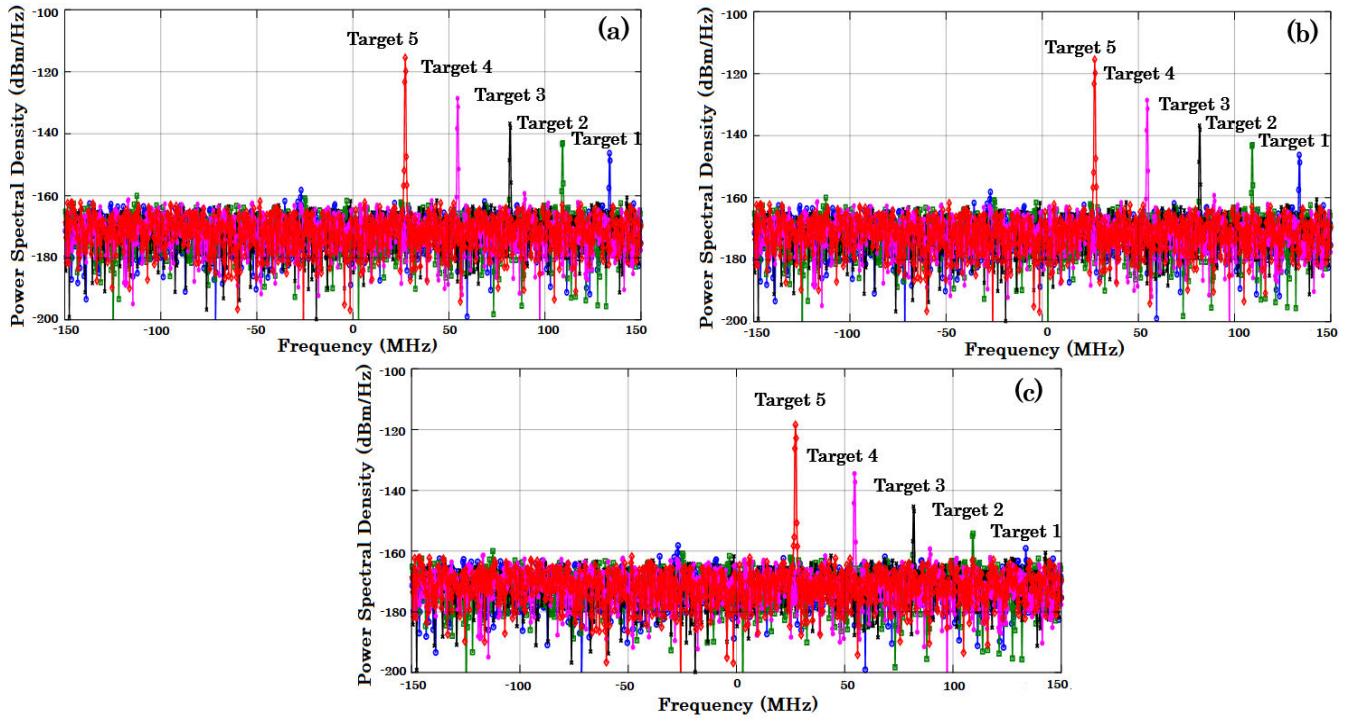 (a)
Power Spectral Density (dBm/Hz)
-100
-120
-140
-160
-180
-200
Target 5
Target 4
Target 3
Target 2
Target 1
-150
-100
-50
0
50
100
150
Frequency (MHz)
(b)
Power Spectral Density (dBm/Hz)
-100
-120
-140
-160
-180
-200
Target 5
Target 4
Target 3
Target 2
Target 1
-150
-100
-50
0
50
100
150
Frequency (MHz)
(c)
Power Spectral Density (dBm/Hz)
-100
-120
-140
-160
-180
-200
Target 5
Target 4
Target 3
Target 2
Target 1
-150
-100
-50
0
50
100
150
Frequency (MHz)